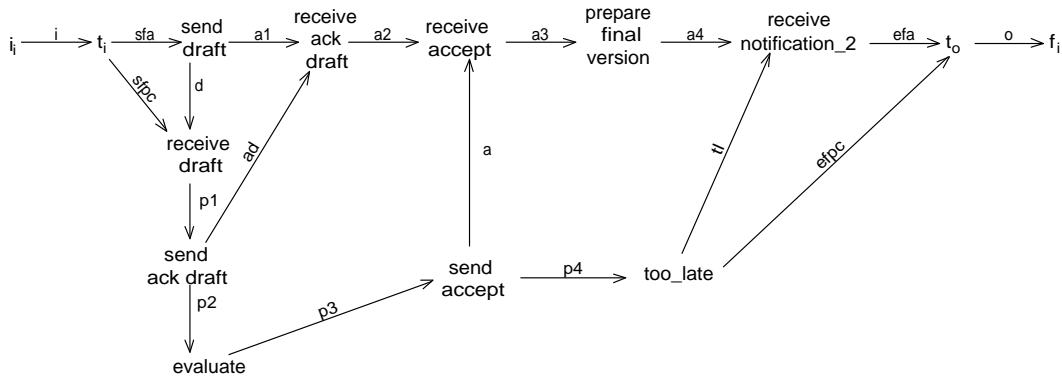 i_i
i
t_i
sfa
send
draft
a1
receive
ack
draft
a2
receive
accept
a3
prepare
final
version
a4
receive
notification_2
efa
t_o
o
f_i
sfpc
d
receive
draft
ad
a
tl
efpc
p1
send
ack draft
send
accept
p4
too_late
p2
p3
evaluate